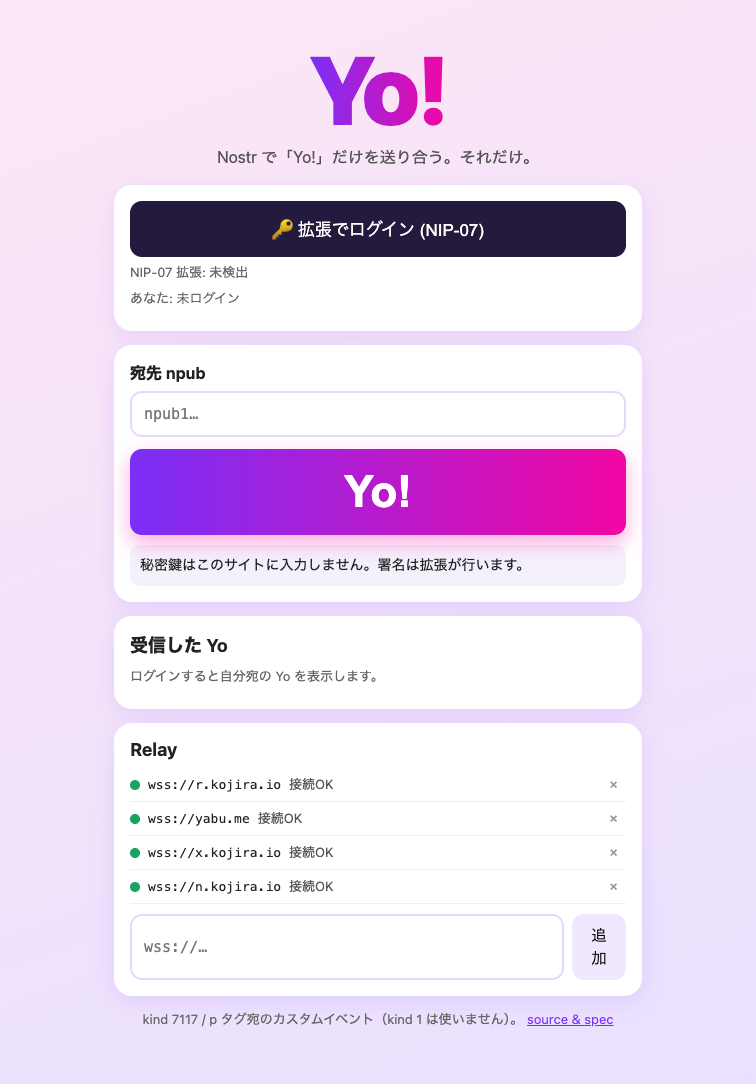 Yo!
Nostr で「Yo!」だけを送り合う。それだけ。
🔑 拡張でログイン (NIP-07)
NIP-07 拡張: 未検出
あなた: 未ログイン
宛先 npub
npub1…
Yo!
秘密鍵はこのサイトに入力しません。署名は拡張が行います。
受信した Yo
ログインすると自分宛の Yo を表示します。
Relay
wss://r.kojira.io 接続OK ×
wss://yabu.me 接続OK ×
wss://x.kojira.io 接続OK ×
wss://n.kojira.io 接続OK ×
wss://…
追
加
kind 7117 / p タグ宛のカスタムイベント（kind 1 は使いません）。 source & spec